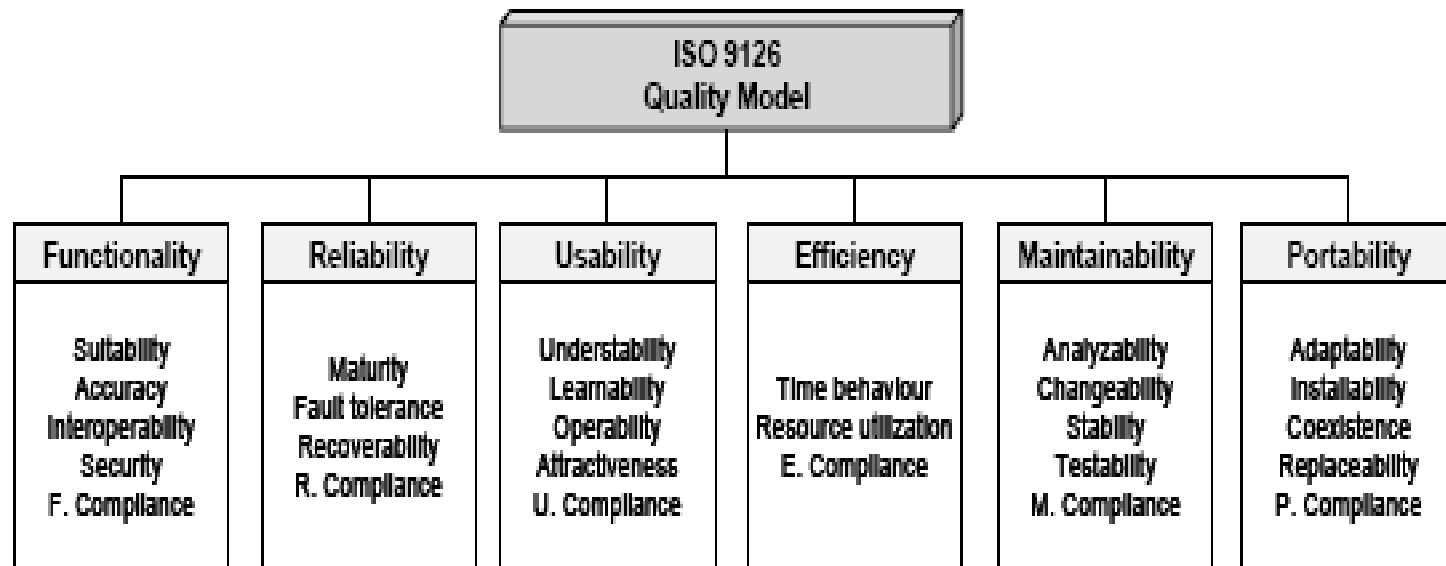 ISO 9126
Quality Model
Functionality
Suitability
Accuracy
Interoperability
Security
F. Compliance
Reliability
Maturity
Fault tolerance
Recoverability
R. Compliance
Usability
Understability
Learnability
Operability
Attractiveness
U. Compliance
Efficiency
Time behaviour
Resource utilization
E. Compliance
Maintainability
Analyzability
Changeability
Stability
Testability
M. Compliance
Portability
Adaptability
Installability
Coexistence
Replaceability
P. Compliance